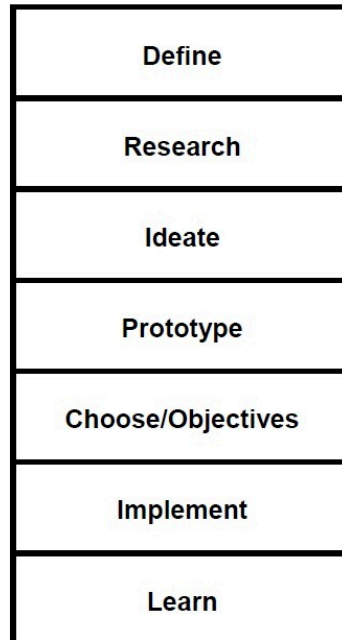 Define
Research
Ideate
Prototype
Choose/Objectives
Implement
Learn